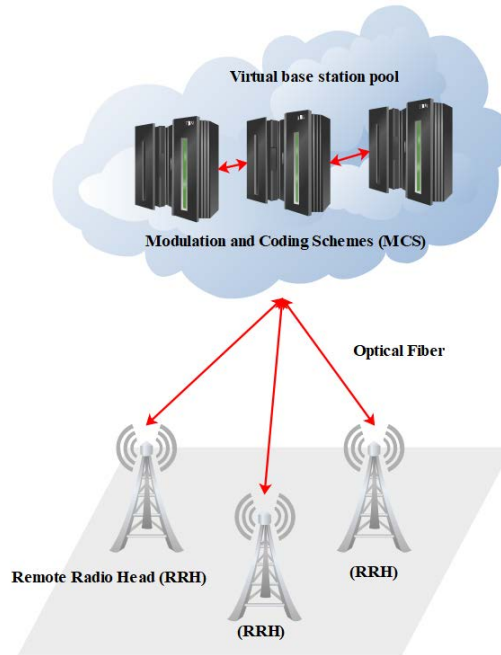 Virtual base station pool
Modulation and Coding Schemes (MCS)
Optical Fiber
Remote Radio Head (RRH)
(RRH)
(RRH)